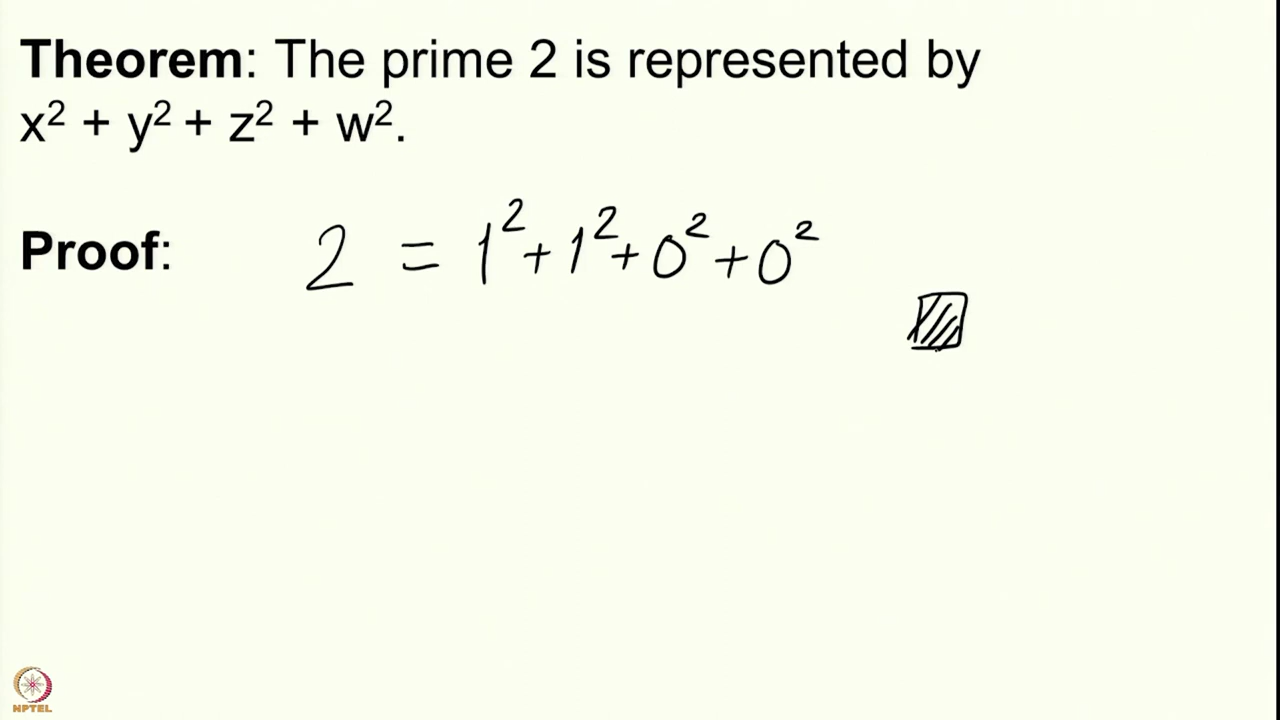 Theorem: The prime 2 is represented by
x² + y² + z² + w².
Proof: 2 = 1² + 1² + 0² + 0²
NPTEL